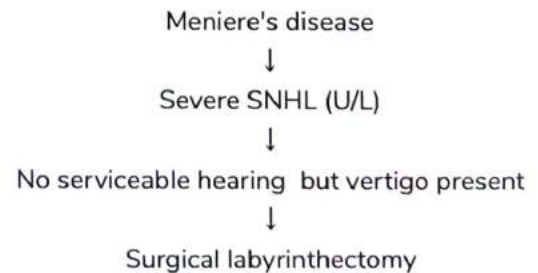 Meniere's disease
↓
Severe SNHL (U/L)
↓
No serviceable hearing but vertigo present
↓
Surgical labyrinthectomy